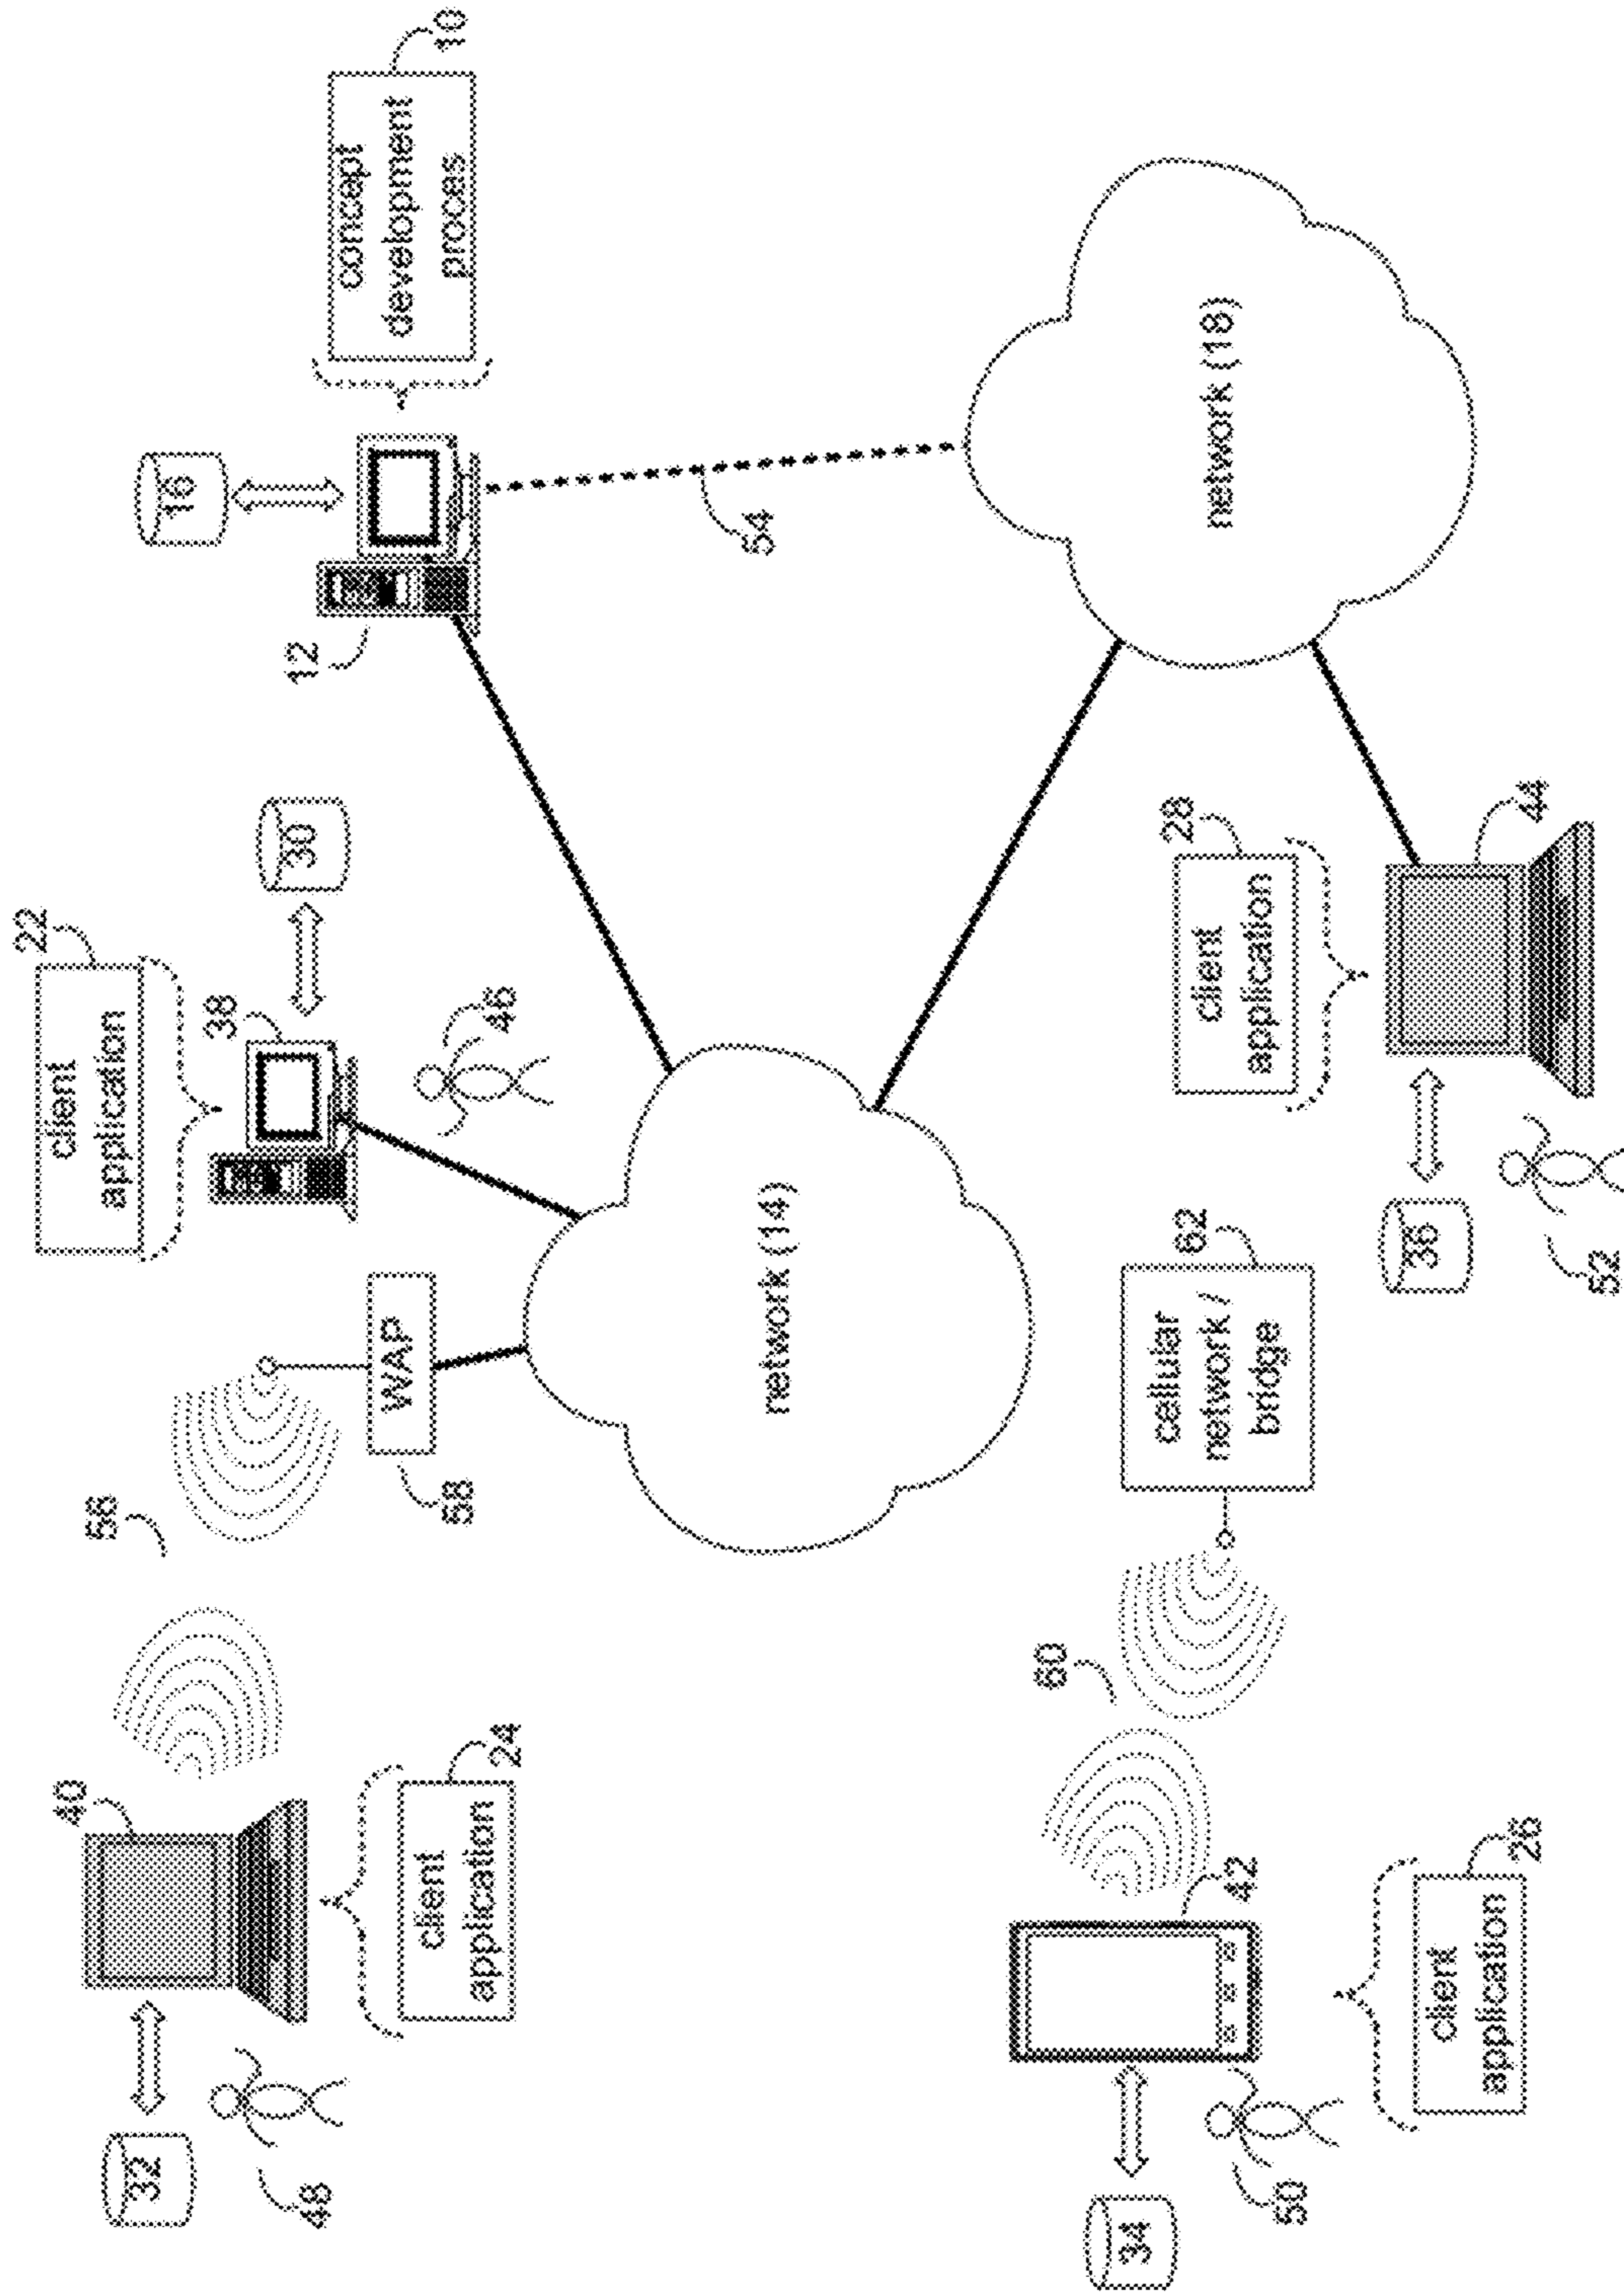 32
48
40
client
application
24
56
WAP
58
client
application
22
38
30
46
12
16
concept
development
proces
10
54
network (14)
network (18)
34
50
42
client
application
26
60
cellular
network /
bridge
62
36
52
client
application
28
44